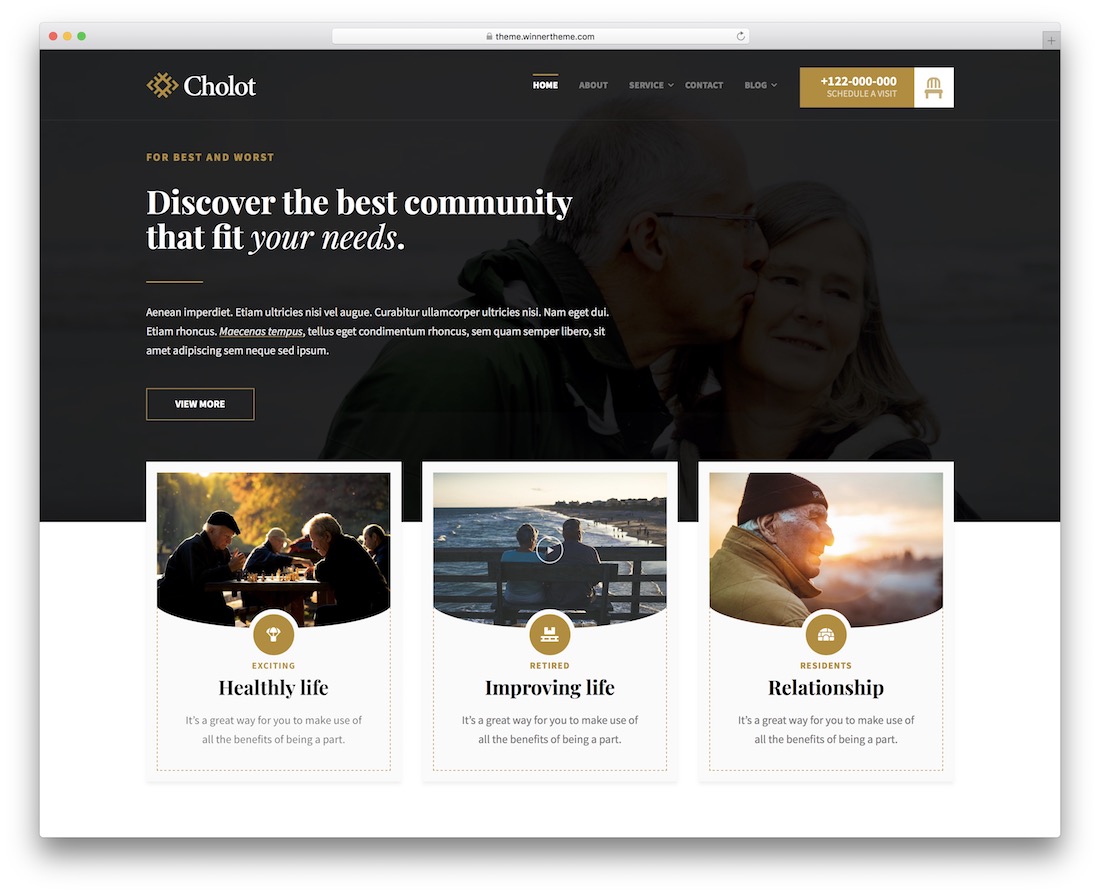 theme.winnertheme.com
Cholot
HOME
ABOUT
SERVICE
CONTACT
BLOG
+122-000-000
SCHEDULE A VISIT
FOR BEST AND WORST
Discover the best community
that fit your needs.
Aenean imperdiet. Etiam ultricies nisi vel augue. Curabitur ullamcorper ultricies nisi. Nam eget dui.
Etiam rhoncus. Maecenas tempus, tellus eget condimentum rhoncus, sem quam semper libero, sit
amet adipiscing sem neque sed ipsum.
VIEW MORE
EXCITING
Healthly life
It's a great way for you to make use of
all the benefits of being a part.
RETIRED
Improving life
It's a great way for you to make use of
all the benefits of being a part.
RESIDENTS
Relationship
It's a great way for you to make use of
all the benefits of being a part.